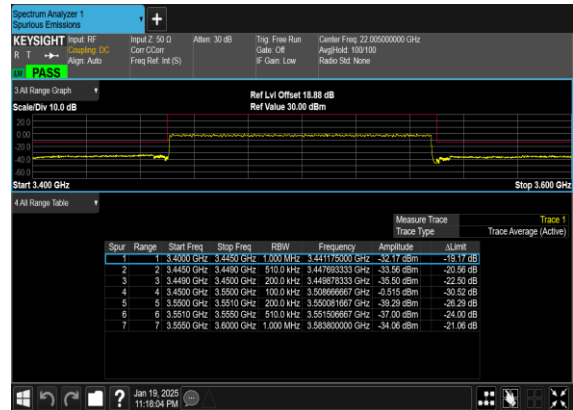 Spectrum Analyzer 1
Spurious Emissions
+
KEYSIGHT Input: RF Input Z: 50 Ω Atten: 30 dB Trig: Free Run Center Freq: 22.005000000 GHz
R T Coupling: DC Corr CCorr Gate: Off Avg|Hold: 100/100
Align: Auto Freq Ref: Int (S) IF Gain: Low Radio Std: None
PASS
3 All Range Graph
Ref Lvl Offset 18.88 dB
Scale/Div 10.0 dB Ref Value 30.00 dBm
20.0
0.00
-20.0
-40.0
-60.0
Start 3.400 GHz Stop 3.600 GHz
4 All Range Table
Measure Trace Trace 1
Trace Type Trace Average (Active)
Spur Range Start Freq Stop Freq RBW Frequency Amplitude ΔLimit
1 1 3.4000 GHz 3.4450 GHz 1.000 MHz 3.441175000 GHz -32.17 dBm -19.17 dB
2 2 3.4450 GHz 3.4490 GHz 510.0 kHz 3.447693333 GHz -33.56 dBm -20.56 dB
3 3 3.4490 GHz 3.4500 GHz 200.0 kHz 3.449878333 GHz -35.50 dBm -22.50 dB
4 4 3.4500 GHz 3.5500 GHz 100.0 kHz 3.508666667 GHz -0.515 dBm -30.52 dB
5 5 3.5500 GHz 3.5510 GHz 200.0 kHz 3.550081667 GHz -39.29 dBm -26.29 dB
6 6 3.5510 GHz 3.5550 GHz 510.0 kHz 3.551506667 GHz -37.00 dBm -24.00 dB
7 7 3.5550 GHz 3.6000 GHz 1.000 MHz 3.583800000 GHz -34.06 dBm -21.06 dB
? Jan 19, 2025
11:18:04 PM